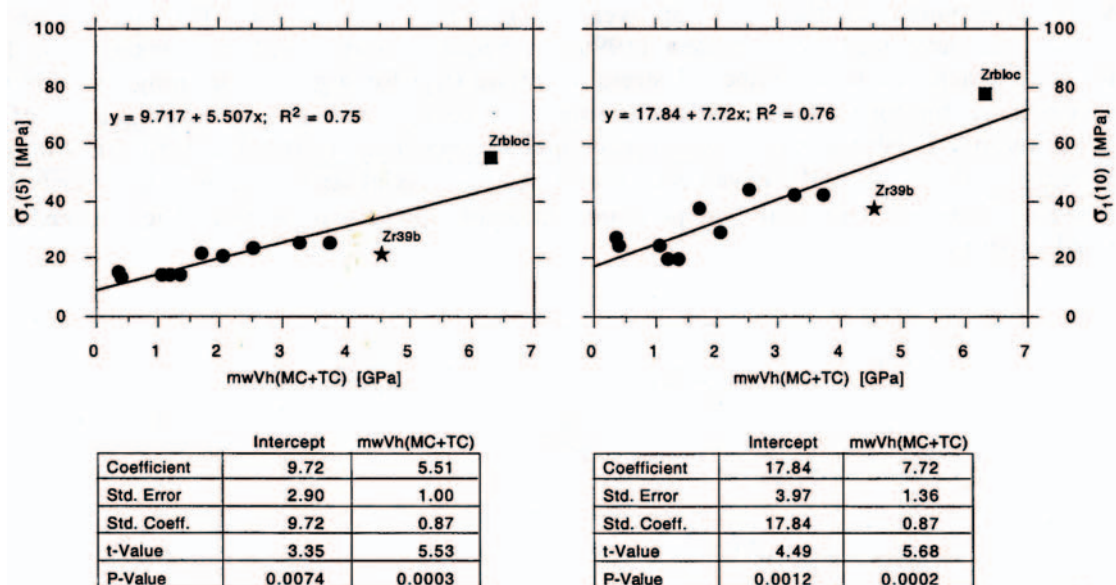 100
80
60
40
20
0
σ₁(5) [MPa]
y = 9.717 + 5.507x; R² = 0.75
Zrbloc
Zr39b
0 1 2 3 4 5 6 7
mwVh(MC+TC) [GPa]
100
80
60
40
20
0
σ₁(10) [MPa]
y = 17.84 + 7.72x; R² = 0.76
Zrbloc
Zr39b
0 1 2 3 4 5 6 7
mwVh(MC+TC) [GPa]
Intercept mwVh(MC+TC)
Coefficient 9.72 5.51
Std. Error 2.90 1.00
Std. Coeff. 9.72 0.87
t-Value 3.35 5.53
P-Value 0.0074 0.0003
Intercept mwVh(MC+TC)
Coefficient 17.84 7.72
Std. Error 3.97 1.36
Std. Coeff. 17.84 0.87
t-Value 4.49 5.68
P-Value 0.0012 0.0002